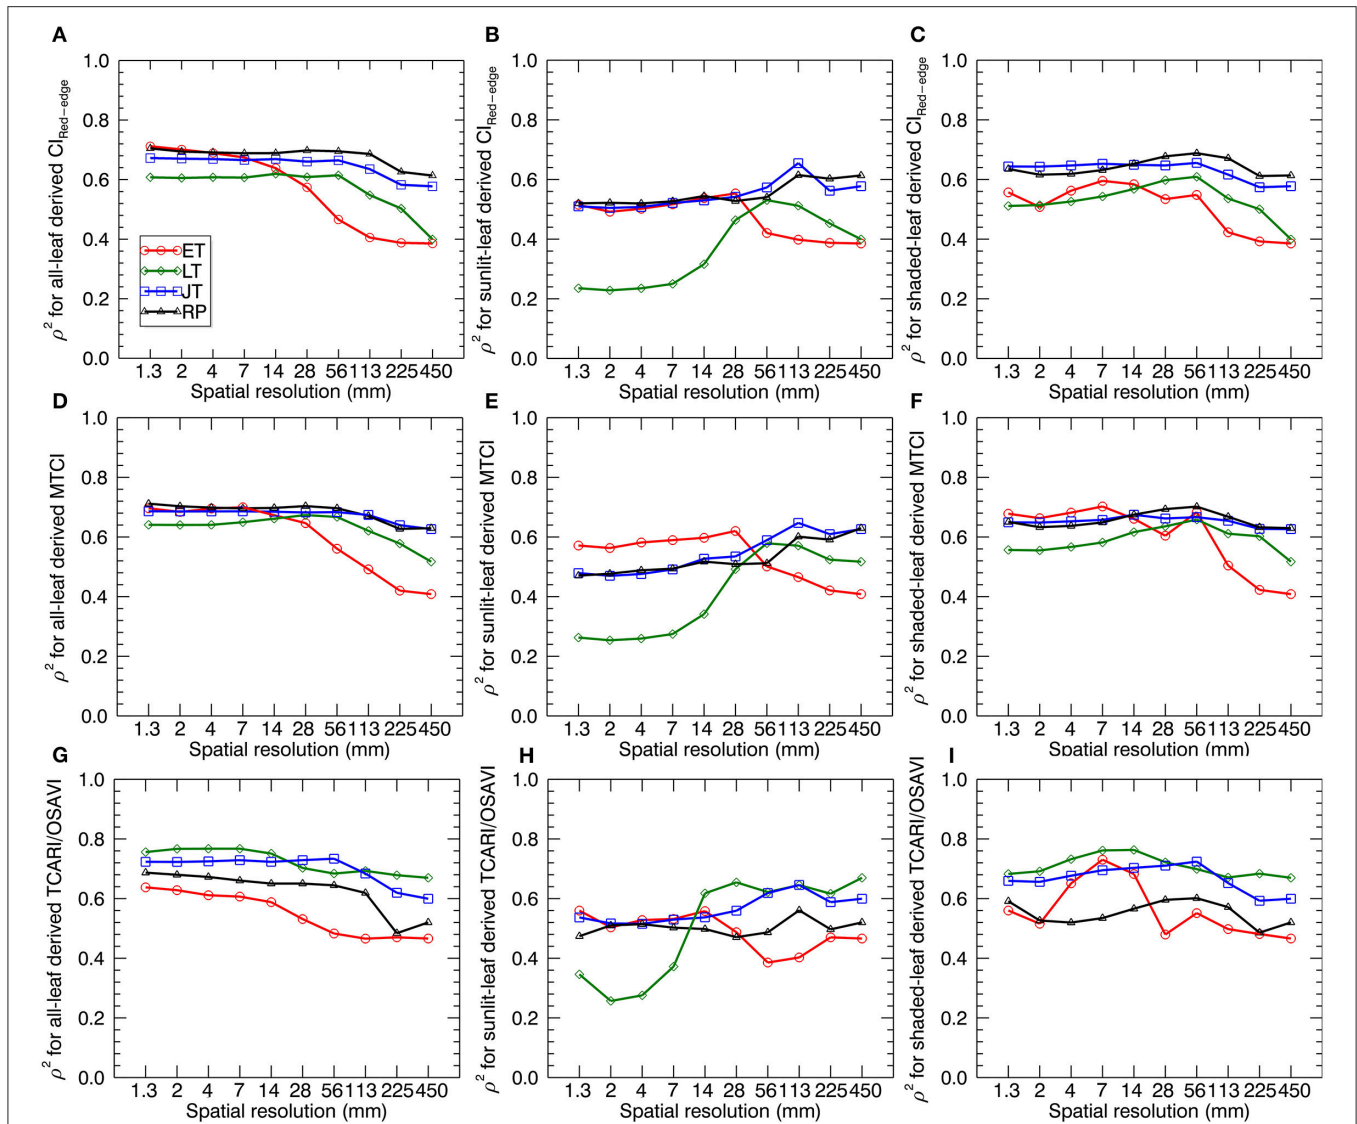 A
ρ² for all-leaf derived CI Red−edge
1.0
0.8
0.6
0.4
0.2
0.0
ET
LT
JT
RP
1.3 2 4 7 14 28 56 113 225 450
Spatial resolution (mm)
B
ρ² for sunlit-leaf derived CI Red−edge
1.0
0.8
0.6
0.4
0.2
0.0
1.3 2 4 7 14 28 56 113 225 450
Spatial resolution (mm)
C
ρ² for shaded-leaf derived CI Red−edge
1.0
0.8
0.6
0.4
0.2
0.0
1.3 2 4 7 14 28 56 113 225 450
Spatial resolution (mm)
D
ρ² for all-leaf derived MTCI
1.0
0.8
0.6
0.4
0.2
0.0
1.3 2 4 7 14 28 56 113 225 450
Spatial resolution (mm)
E
ρ² for sunlit-leaf derived MTCI
1.0
0.8
0.6
0.4
0.2
0.0
1.3 2 4 7 14 28 56 113 225 450
Spatial resolution (mm)
F
ρ² for shaded-leaf derived MTCI
1.0
0.8
0.6
0.4
0.2
0.0
1.3 2 4 7 14 28 56 113 225 450
Spatial resolution (mm)
G
ρ² for all-leaf derived TCARI/OSAVI
1.0
0.8
0.6
0.4
0.2
0.0
1.3 2 4 7 14 28 56 113 225 450
Spatial resolution (mm)
H
ρ² for sunlit-leaf derived TCARI/OSAVI
1.0
0.8
0.6
0.4
0.2
0.0
1.3 2 4 7 14 28 56 113 225 450
Spatial resolution (mm)
I
ρ² for shaded-leaf derived TCARI/OSAVI
1.0
0.8
0.6
0.4
0.2
0.0
1.3 2 4 7 14 28 56 113 225 450
Spatial resolution (mm)